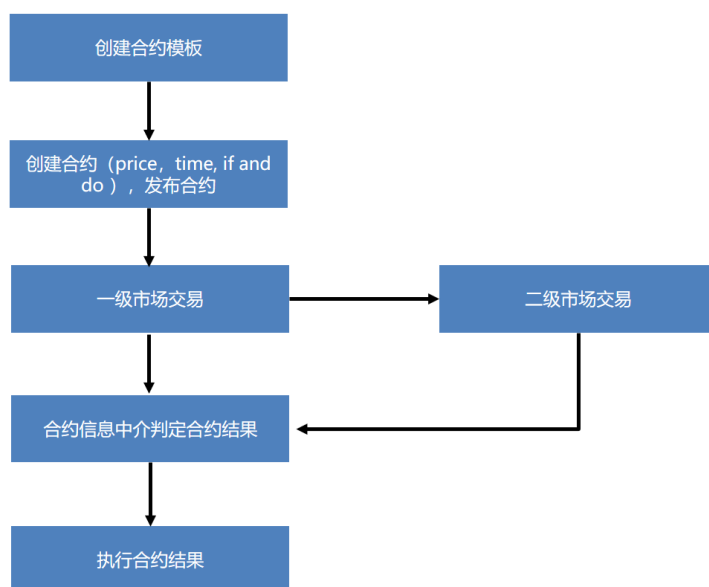 创建合约模板
创建合约（price，time, if and
do ），发布合约
一级市场交易
二级市场交易
合约信息中介判定合约结果
执行合约结果